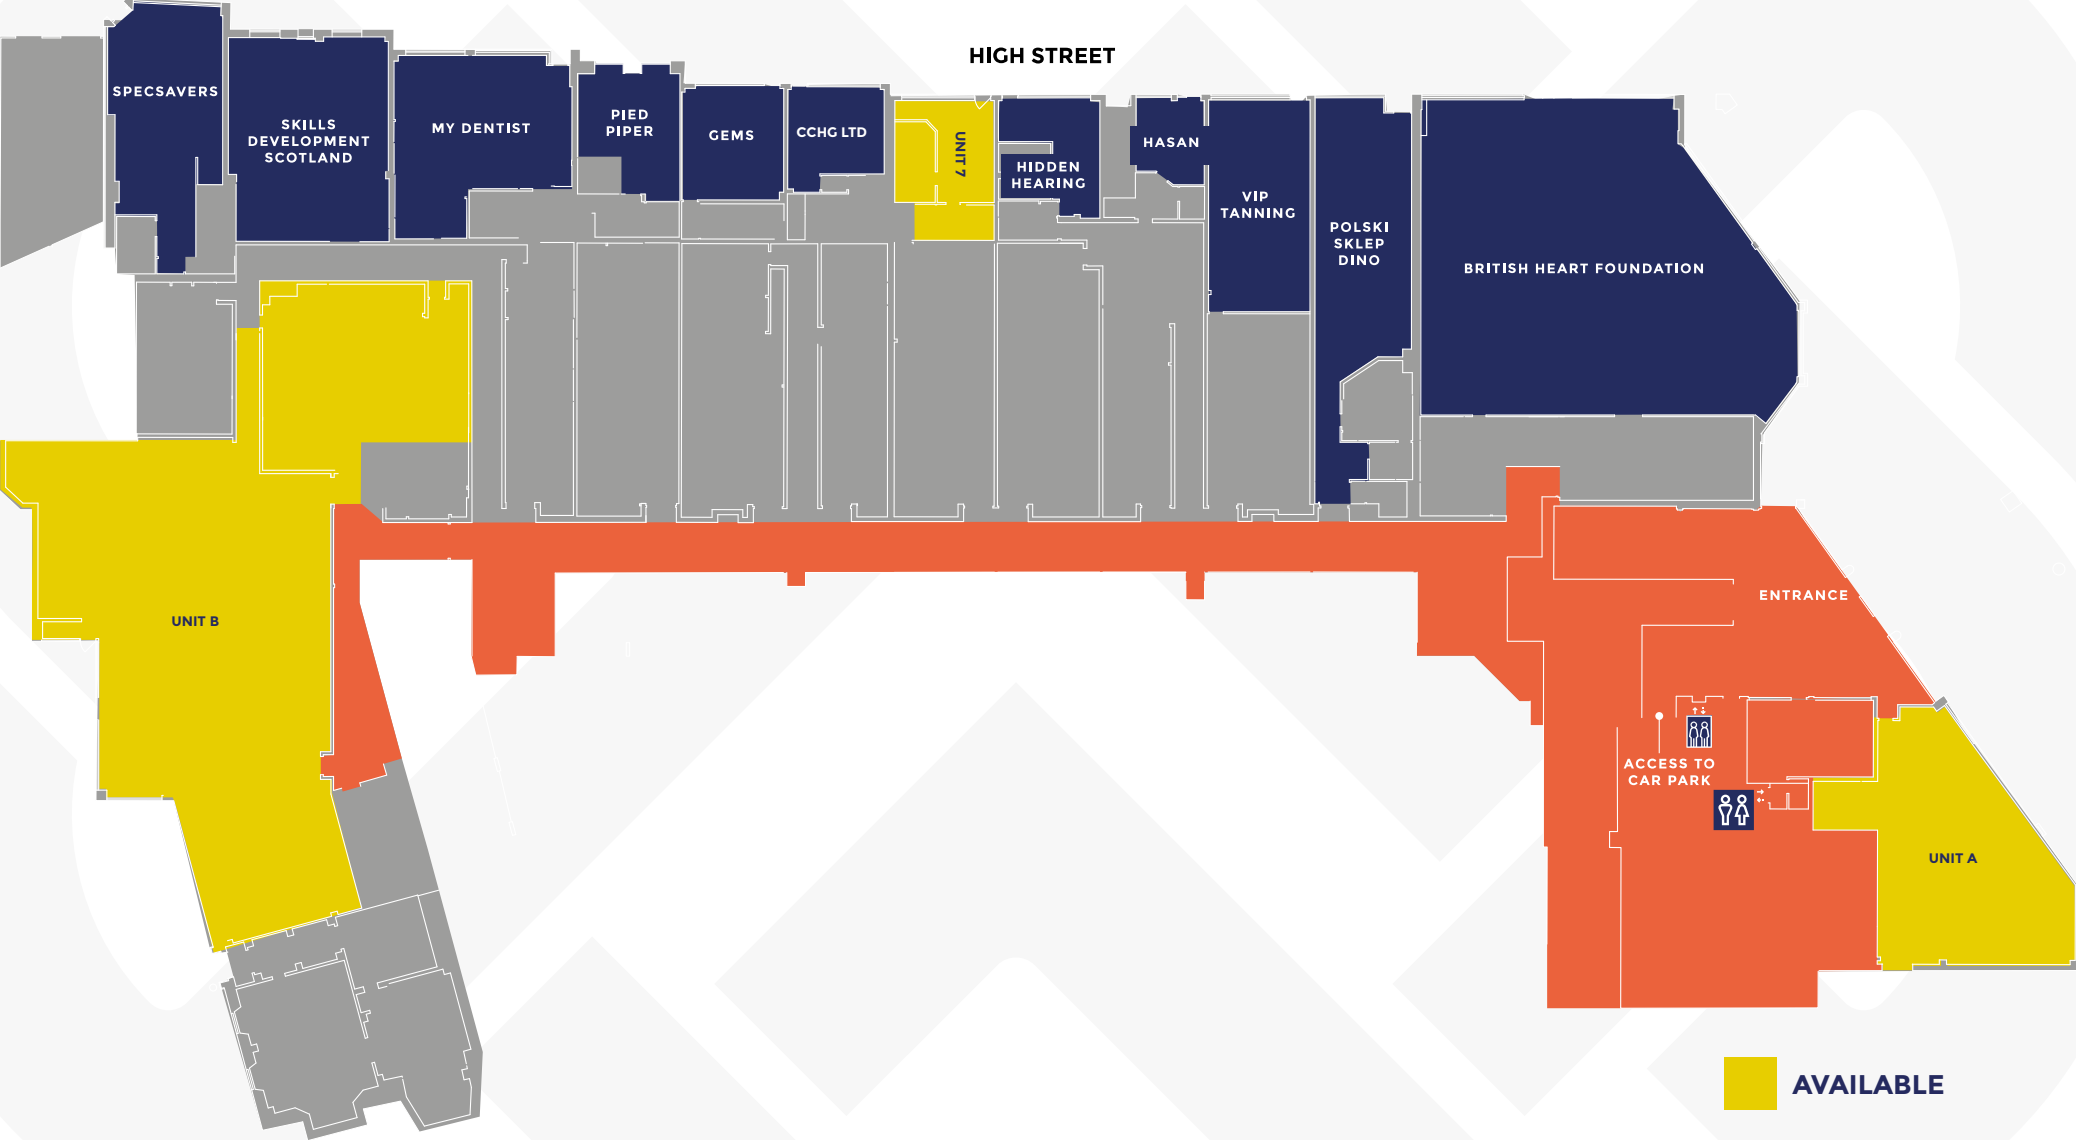 HIGH STREET
SPECSAVERS
SKILLS
DEVELOPMENT
SCOTLAND
MY DENTIST
PIED
PIPER
GEMS
CCHG LTD
UNIT 7
HIDDEN
HEARING
HASAN
VIP
TANNING
POLSKI
SKLEP
DINO
BRITISH HEART FOUNDATION
UNIT B
ENTRANCE
ACCESS TO
CAR PARK
UNIT A
AVAILABLE